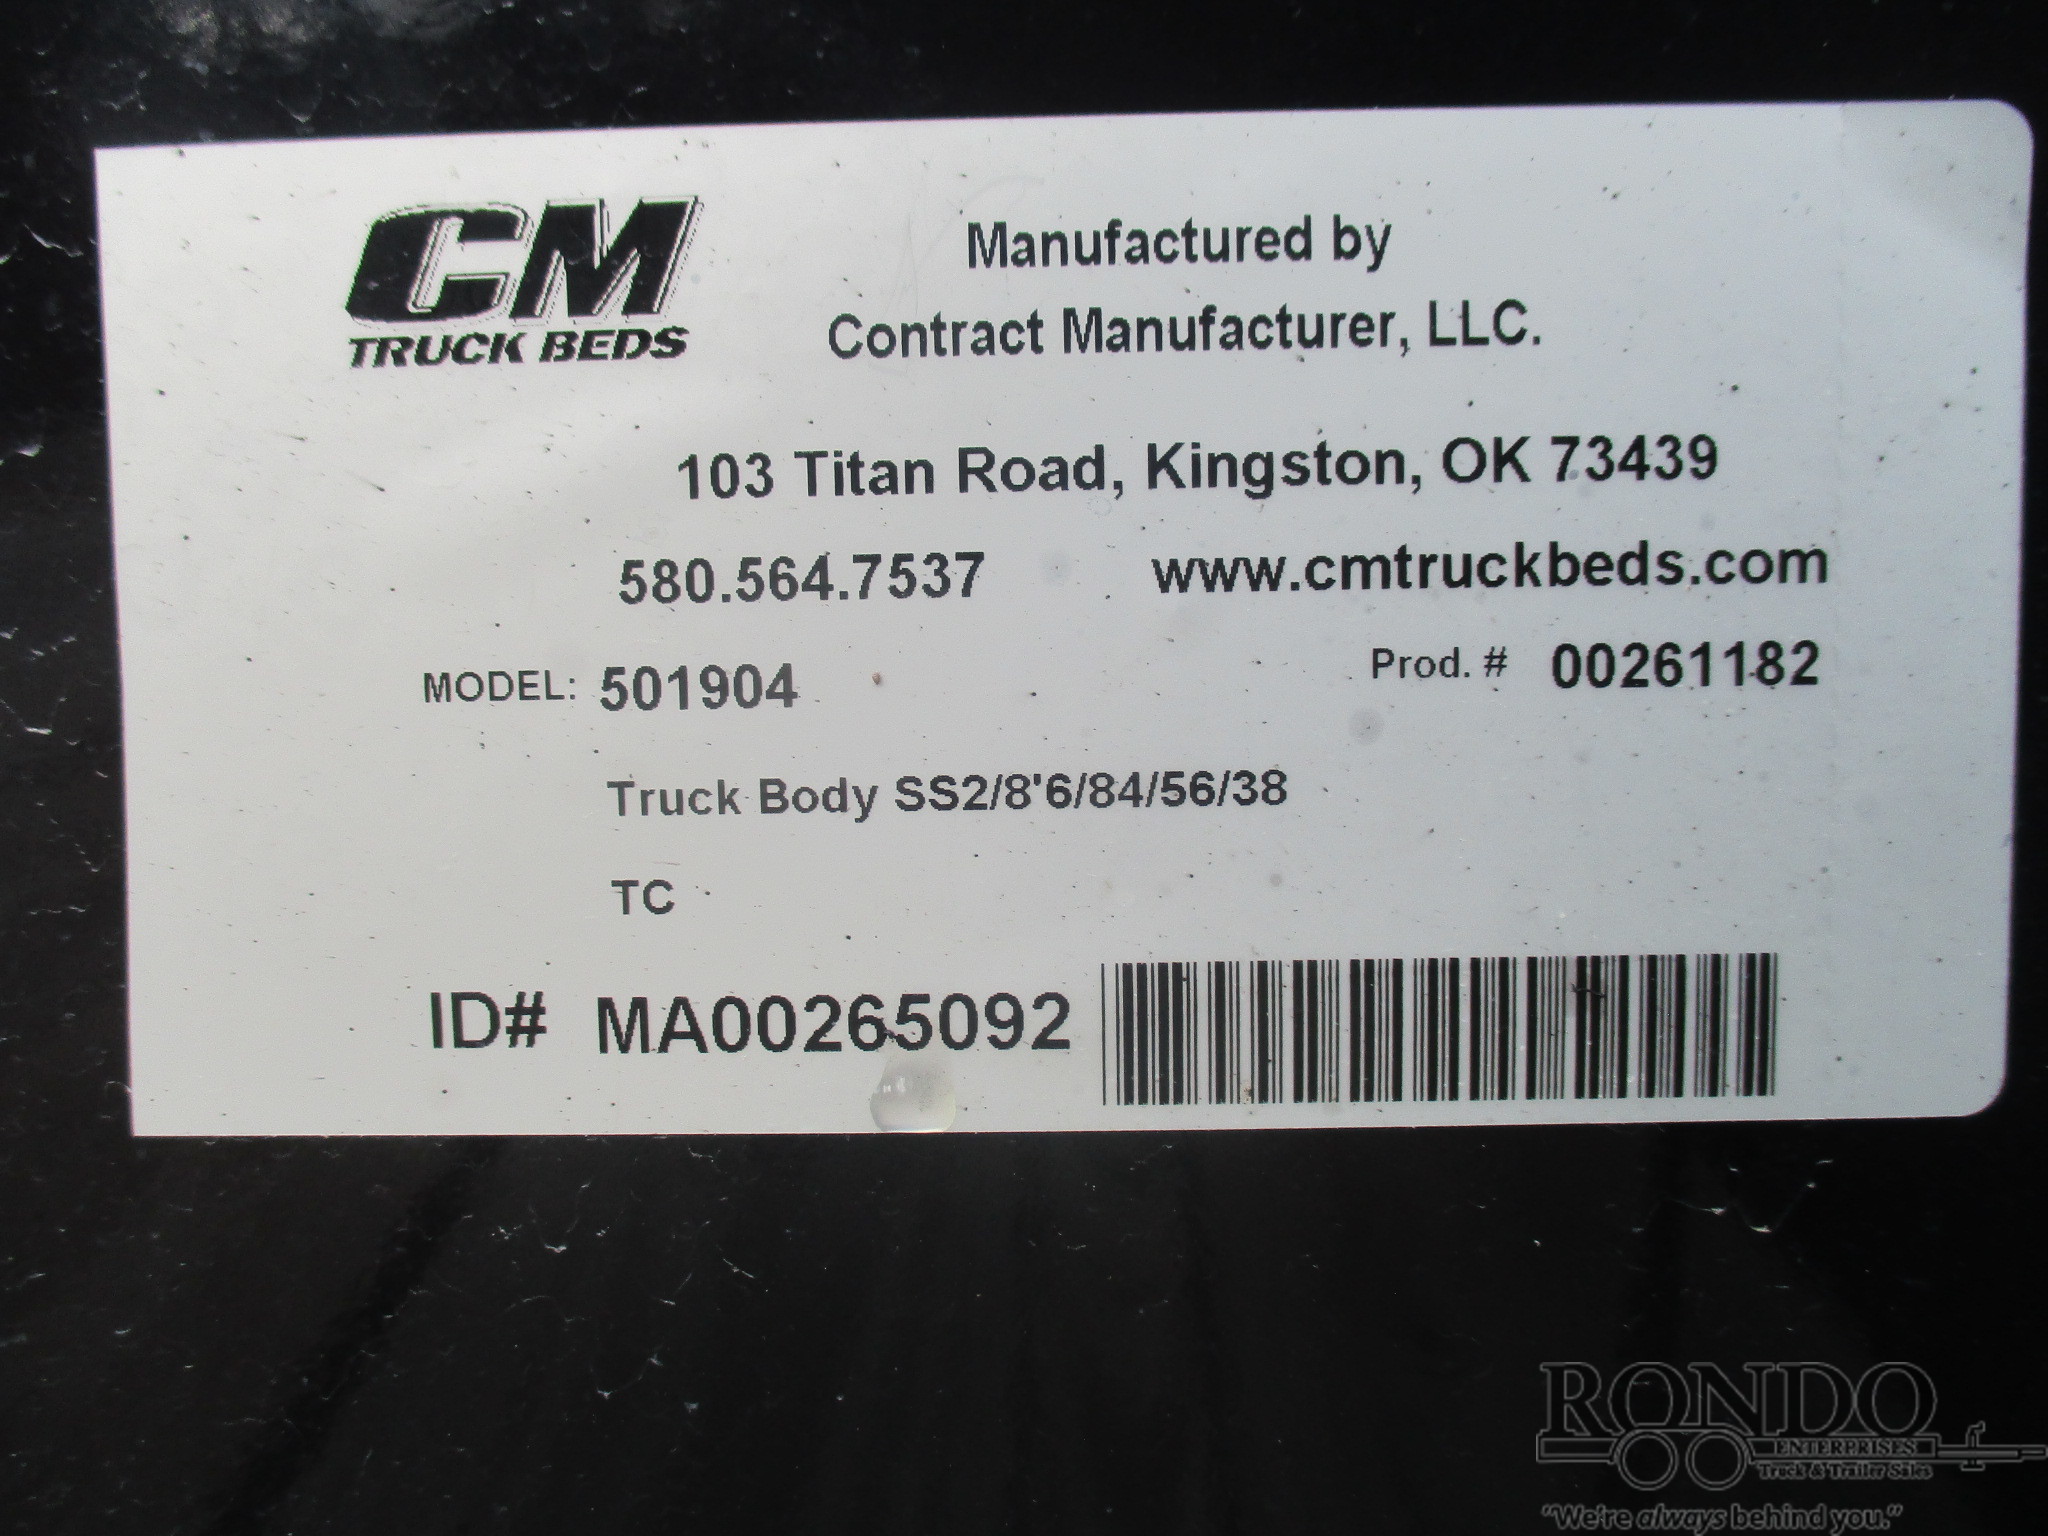 CM
TRUCK BEDS
Manufactured by
Contract Manufacturer, LLC.
103 Titan Road, Kingston, OK 73439
580.564.7537 www.cmtruckbeds.com
MODEL: 501904 Prod. # 00261182
Truck Body SS2/8'6/84/56/38
TC
ID# MA00265092
RONDO
ENTERPRISES
Truck & Trailer Sales
"We're always behind you."